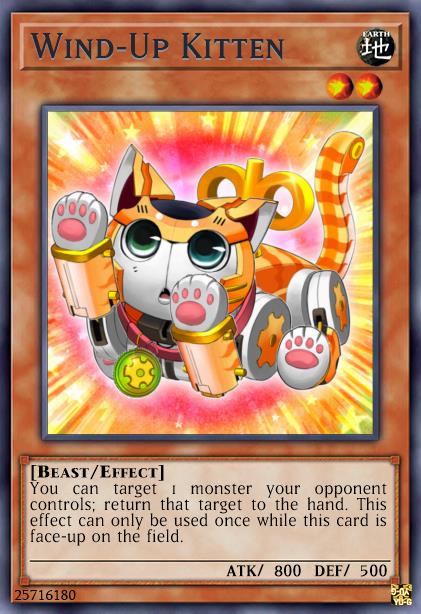 WIND-UP KITTEN
EARTH
地
[BEAST/EFFECT]
You can target 1 monster your opponent
controls; return that target to the hand. This
effect can only be used once while this card is
face-up on the field.
ATK/ 800 DEF/ 500
25716180